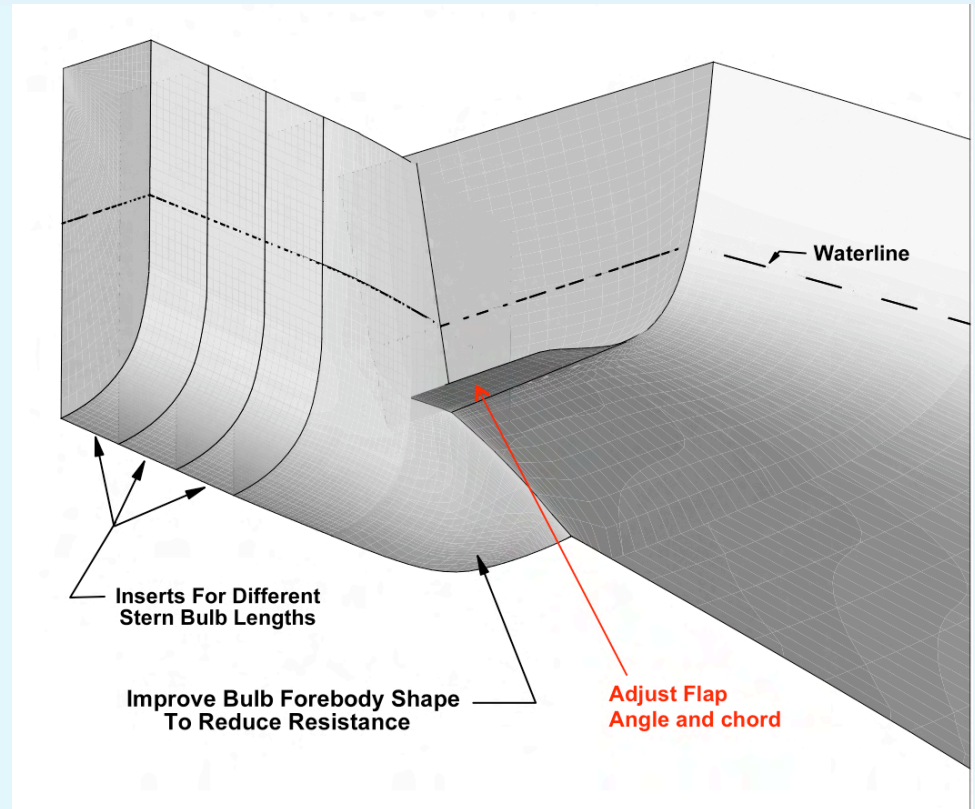 Waterline
Inserts For Different
Stern Bulb Lengths
Improve Bulb Forebody Shape
To Reduce Resistance
Adjust Flap
Angle and chord